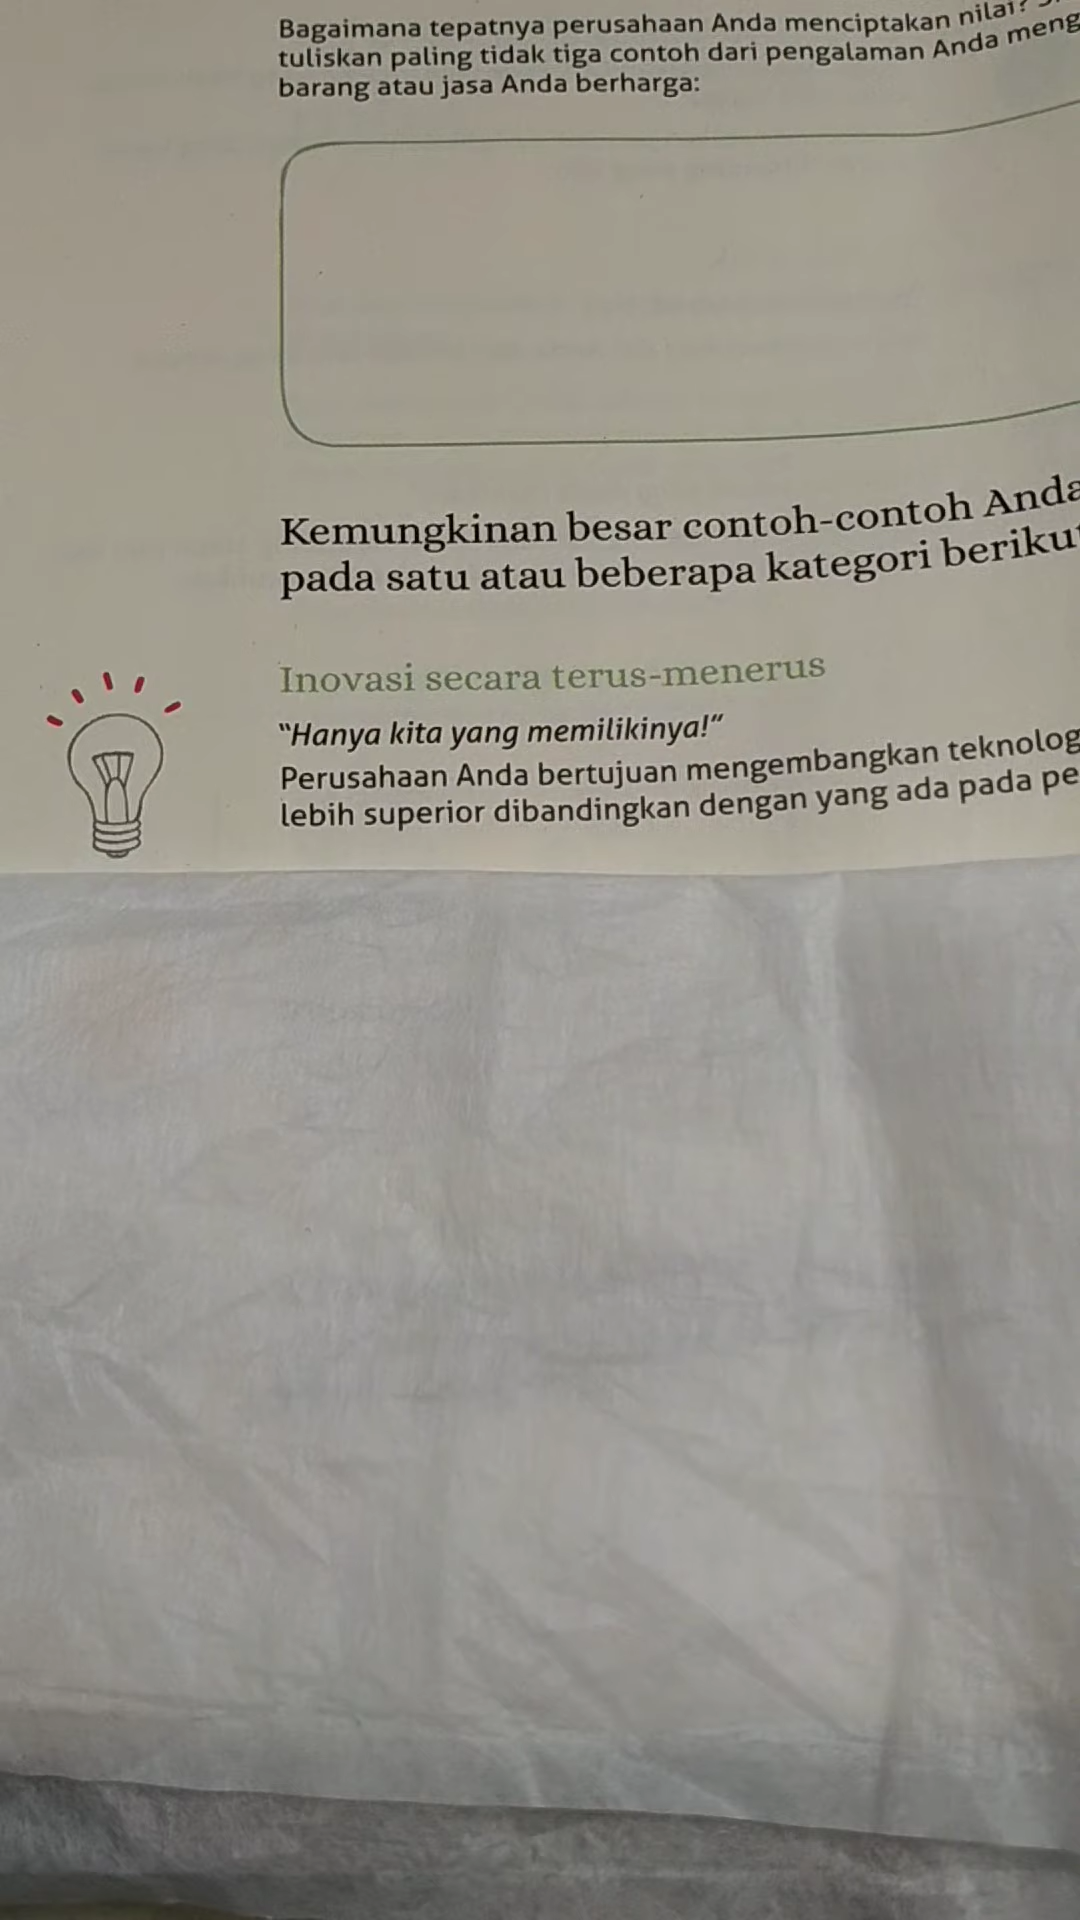 Bagaimana tepatnya perusahaan Anda menciptakan nilai?
tuliskan paling tidak tiga contoh dari pengalaman Anda
barang atau jasa Anda berharga:
Kemungkinan besar contoh-contoh Anda
pada satu atau beberapa kategori
Inovasi secara terus-menerus
“Hanya kita yang memilikinya!”
Perusahaan Anda bertujuan mengembangkan
lebih superior dibandingkan dengan yang ada pada